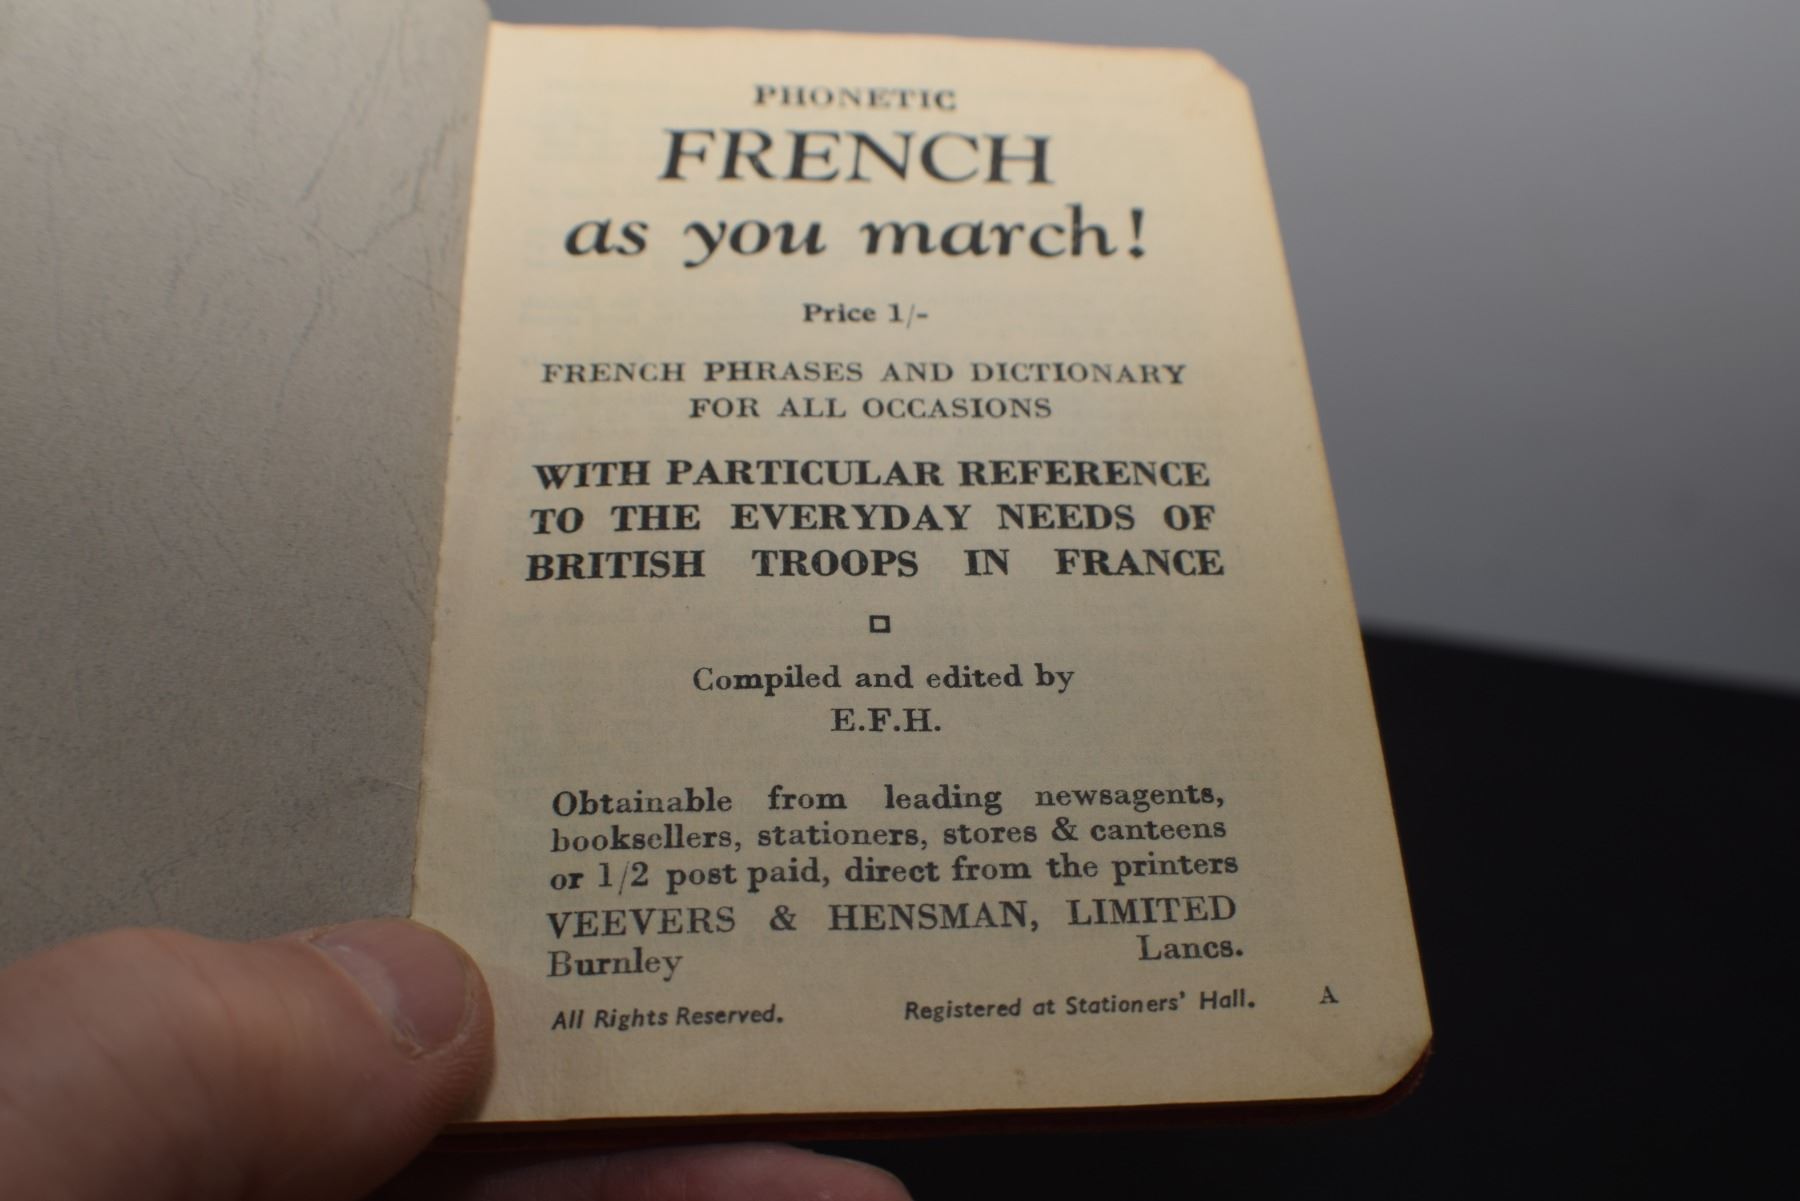 PHONETIC
FRENCH
as you march!
Price 1/-
FRENCH PHRASES AND DICTIONARY
FOR ALL OCCASIONS
WITH PARTICULAR REFERENCE
TO THE EVERYDAY NEEDS OF
BRITISH TROOPS IN FRANCE
Compiled and edited by
E.F.H.
Obtainable from leading newsagents,
booksellers, stationers, stores & canteens
or 1/2 post paid, direct from the printers
VEEVERS & HENSMAN, LIMITED
Burnley Lancs.
All Rights Reserved. Registered at Stationers' Hall. A